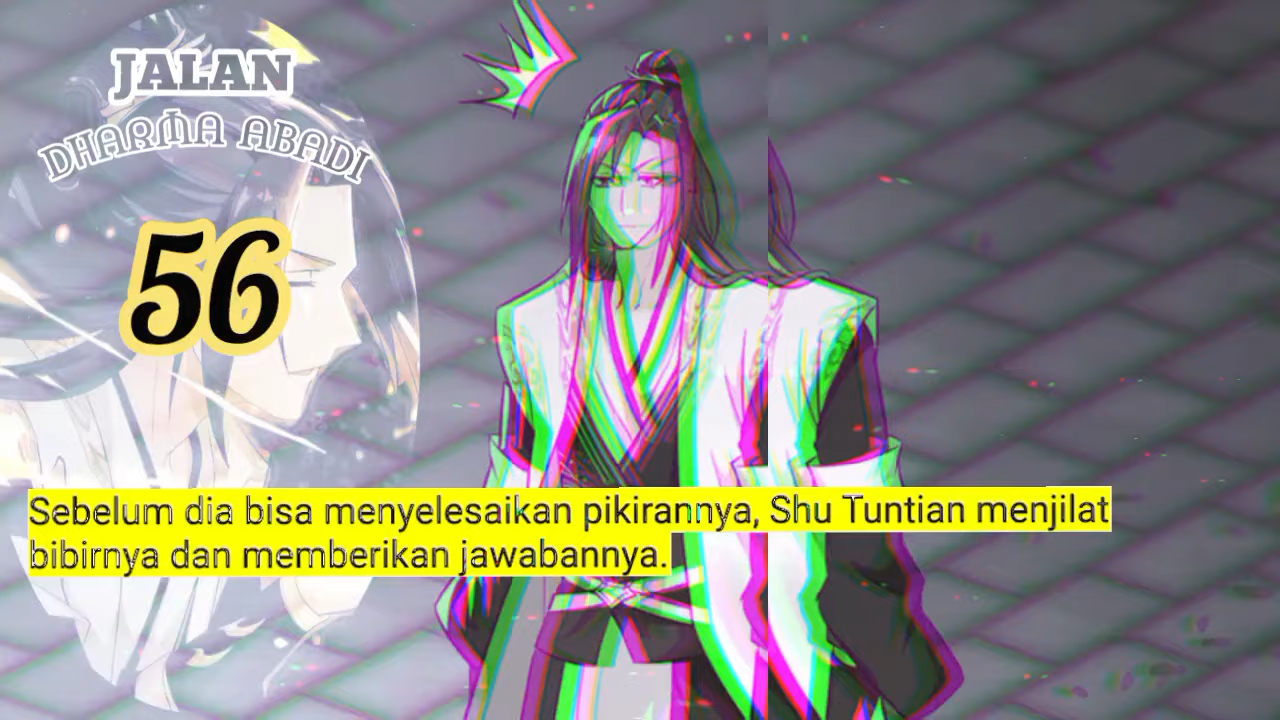 JALAN
DHARMA ABADI
56
Sebelum dia bisa menyelesaikan pikirannya, Shu Tuntian menjilat
bibirnya dan memberikan jawabannya.